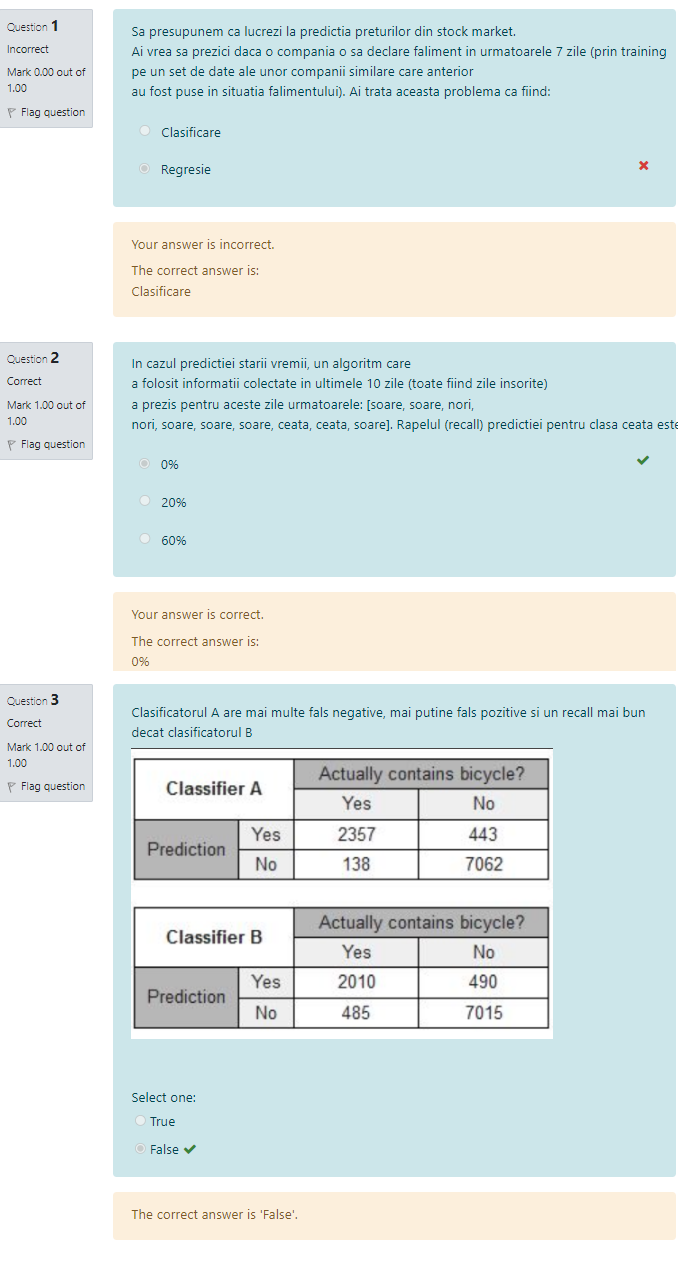 Question 1
Incorrect
Mark 0.00 out of
1.00
Flag question
Sa presupunem ca lucrezi la predictia preturilor din stock market.
Ai vrea sa prezici daca o compania o sa declare faliment in urmatoarele 7 zile (prin training
pe un set de date ale unor companii similare care anterior
au fost puse in situatia falimentului). Ai trata aceasta problema ca fiind:
Clasificare
Regresie
Your answer is incorrect.
The correct answer is:
Clasificare
Question 2
Correct
Mark 1.00 out of
1.00
Flag question
In cazul predictiei starii vremii, un algoritm care
a folosit informatii colectate in ultimele 10 zile (toate fiind zile insorite)
a prezis pentru aceste zile urmatoarele: [soare, soare, nori,
nori, soare, soare, soare, ceata, ceata, soare]. Rapelul (recall) predictiei pentru clasa ceata este
0%
20%
60%
Your answer is correct.
The correct answer is:
0%
Question 3
Correct
Mark 1.00 out of
1.00
Flag question
Clasificatorul A are mai multe fals negative, mai putine fals pozitive si un recall mai bun
decat clasificatorul B
Classifier A
Actually contains bicycle?
Yes No
Prediction
Yes 2357 443
No 138 7062
Classifier B
Actually contains bicycle?
Yes No
Prediction
Yes 2010 490
No 485 7015
Select one:
True
False
The correct answer is 'False'.